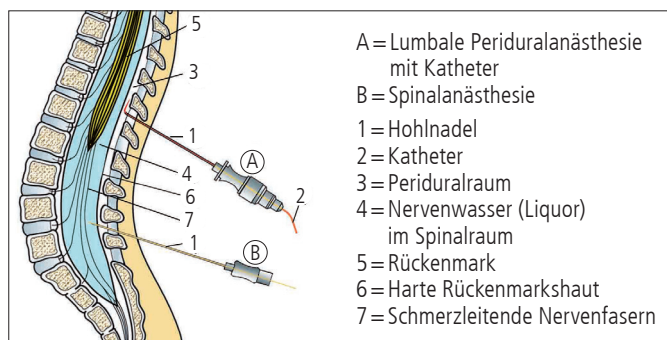 5
3
1
A
4
2
6
7
1
B
A = Lumbale Periduralanästhesie
mit Katheter
B = Spinalanästhesie
1 = Hohlnadel
2 = Katheter
3 = Periduralraum
4 = Nervenwasser (Liquor)
im Spinalraum
5 = Rückenmark
6 = Harte Rückenmarkshaut
7 = Schmerzleitende Nervenfasern